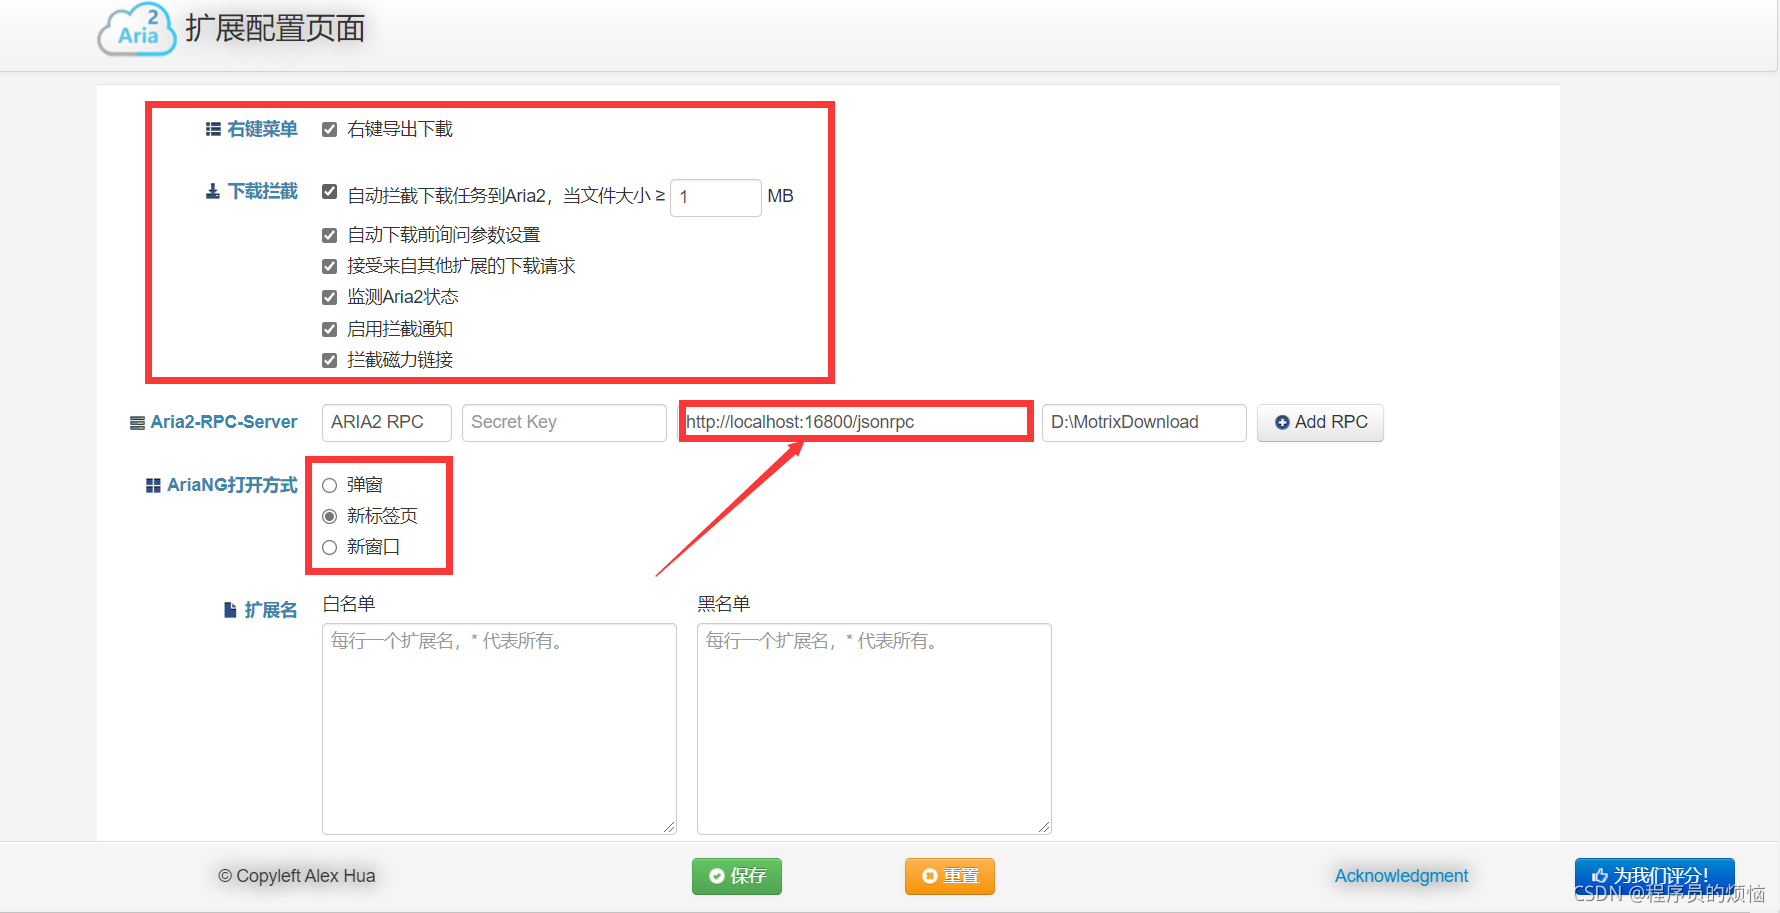 Aria2 扩展配置页面
右键菜单 右键导出下載
下载拦截 自动拦截下载任务到Aria2，当文件大小 ≥ 1 MB
自动下载前询问参数设置
接受来自其他扩展的下载请求
监测Aria2状态
启用拦截通知
拦截磁力链接
Aria2-RPC-Server ARIA2 RPC Secret Key http://localhost:16800/jsonrpc D:\MotrixDownload Add RPC
AriaNG打开方式 弹窗
新标签页
新窗口
扩展名 白名单 黑名单
每行一个扩展名，* 代表所有。 每行一个扩展名，* 代表所有。
© Copyleft Alex Hua 保存 重置 Acknowledgment 为我们评分!
CSDN @程序员的烦恼